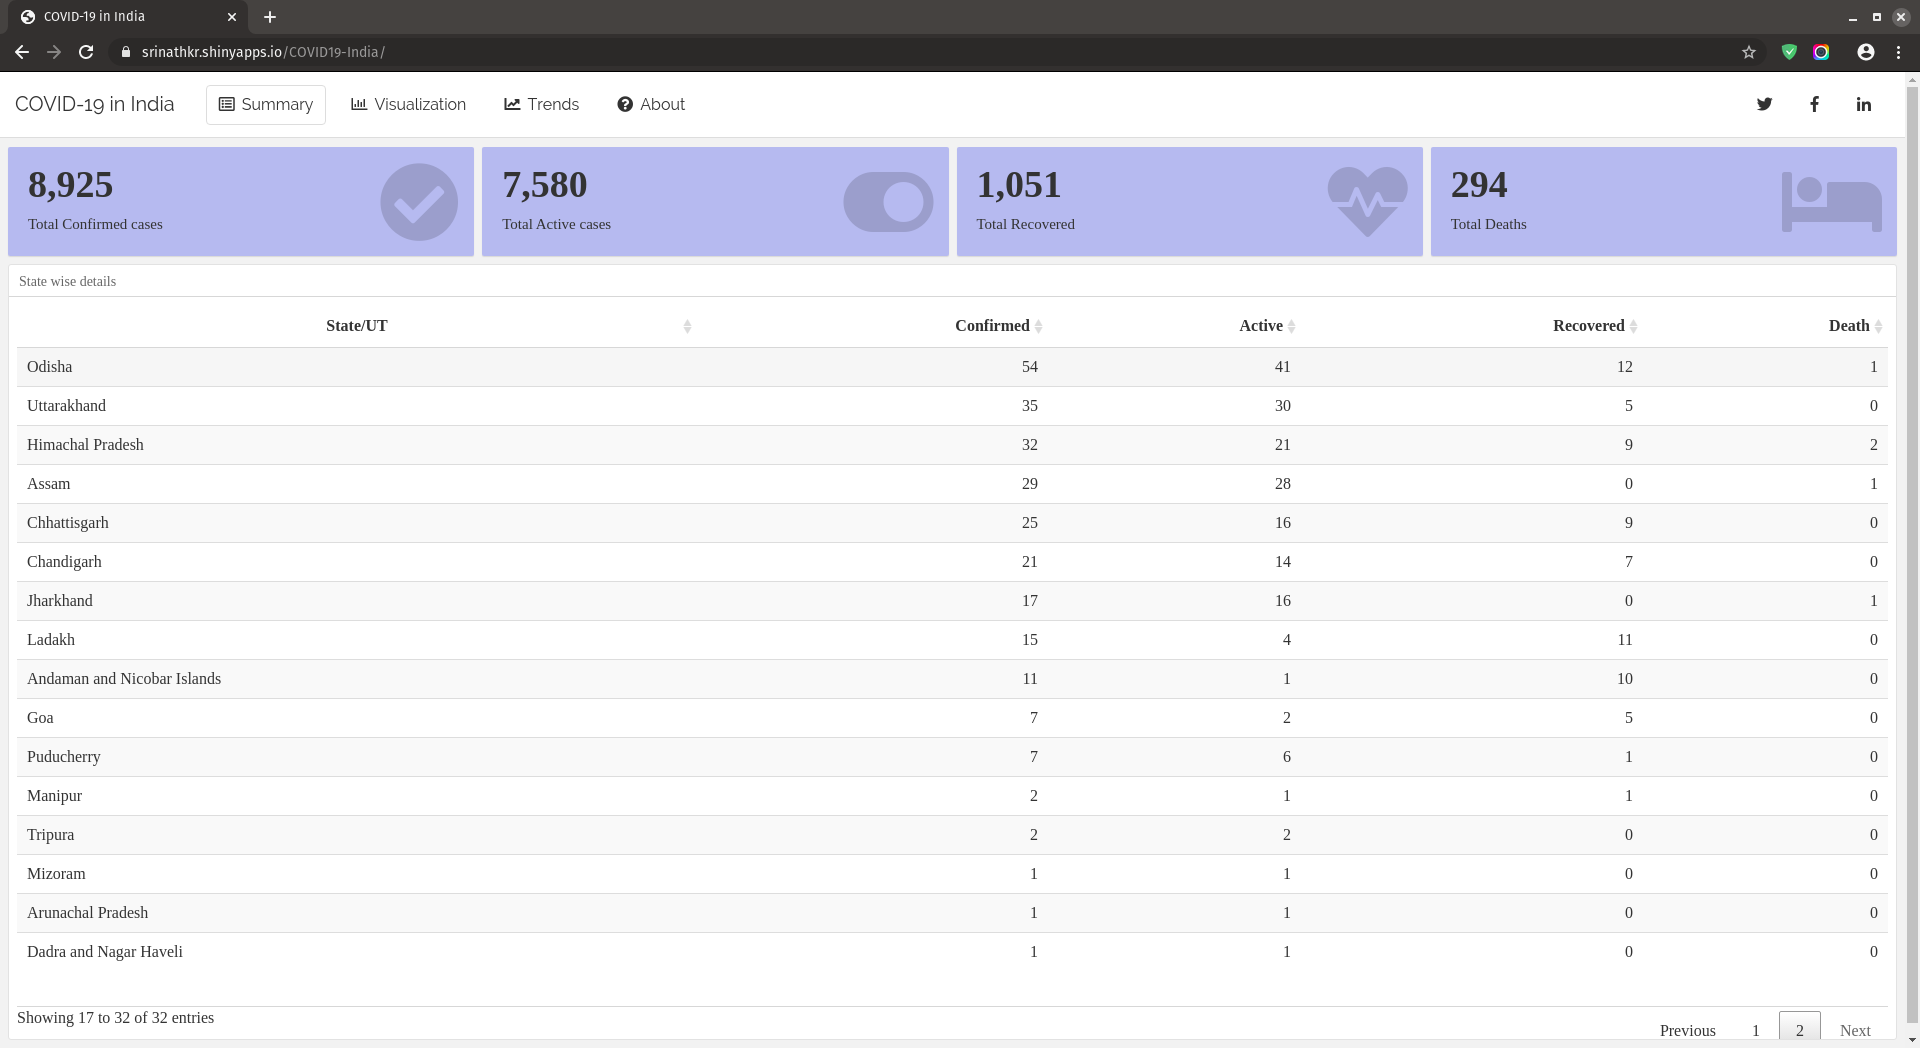 COVID-19 in India
srinathkr.shinyapps.io/COVID19-India/
COVID-19 in India Summary Visualization Trends About
8,925 7,580 1,051 294
Total Confirmed cases Total Active cases Total Recovered Total Deaths
State wise details
State/UT Confirmed Active Recovered Death
Odisha 54 41 12 1
Uttarakhand 35 30 5 0
Himachal Pradesh 32 21 9 2
Assam 29 28 0 1
Chhattisgarh 25 16 9 0
Chandigarh 21 14 7 0
Jharkhand 17 16 0 1
Ladakh 15 4 11 0
Andaman and Nicobar Islands 11 1 10 0
Goa 7 2 5 0
Puducherry 7 6 1 0
Manipur 2 1 1 0
Tripura 2 2 0 0
Mizoram 1 1 0 0
Arunachal Pradesh 1 1 0 0
Dadra and Nagar Haveli 1 1 0 0
Showing 17 to 32 of 32 entries
Previous 1 2 Next